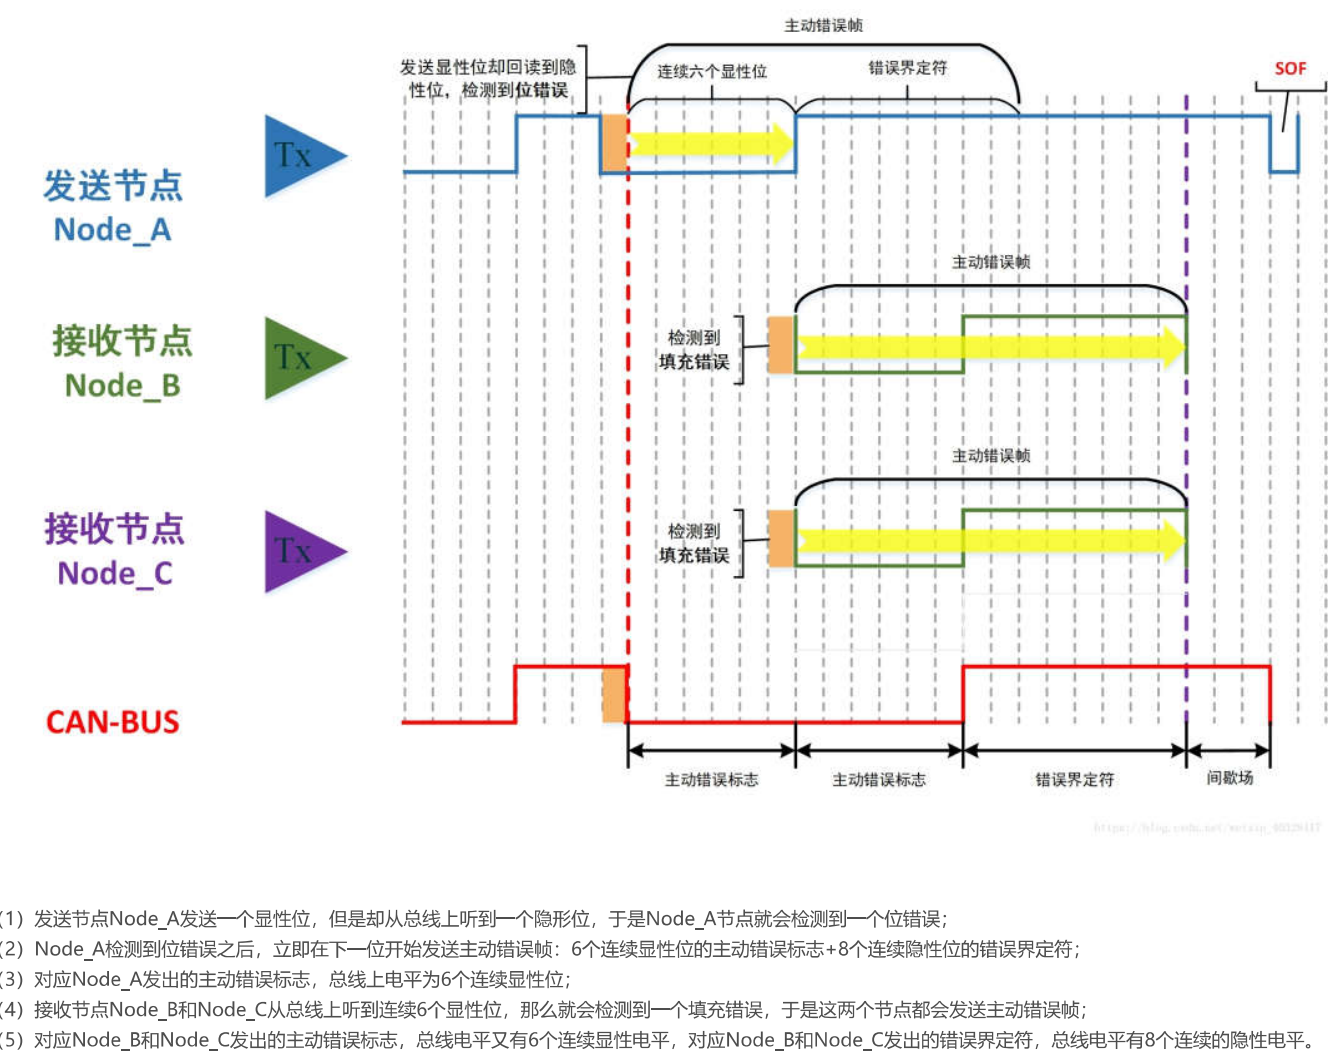 主动错误帧
发送显性位却回读到隐
性位，检测到位错误
连续六个显性位
错误界定符
SOF
Tx
发送节点
Node_A
主动错误帧
接收节点
Node_B
Tx
检测到
填充错误
主动错误帧
接收节点
Node_C
Tx
检测到
填充错误
CAN-BUS
主动错误标志
主动错误标志
错误界定符
间歇场
（1）发送节点Node_A发送一个显性位，但是却从总线上听到一个隐形位，于是Node_A节点就会检测到一个位错误；
（2）Node_A检测到位错误之后，立即在下一位开始发送主动错误帧：6个连续显性位的主动错误标志+8个连续隐性位的错误界定符；
（3）对应Node_A发出的主动错误标志，总线上电平为6个连续显性位；
（4）接收节点Node_B和Node_C从总线上听到连续6个显性位，那么就会检测到一个填充错误，于是这两个节点都会发送主动错误帧；
（5）对应Node_B和Node_C发出的主动错误标志，总线电平又有6个连续显性电平，对应Node_B和Node_C发出的错误界定符，总线电平有8个连续的隐性电平。